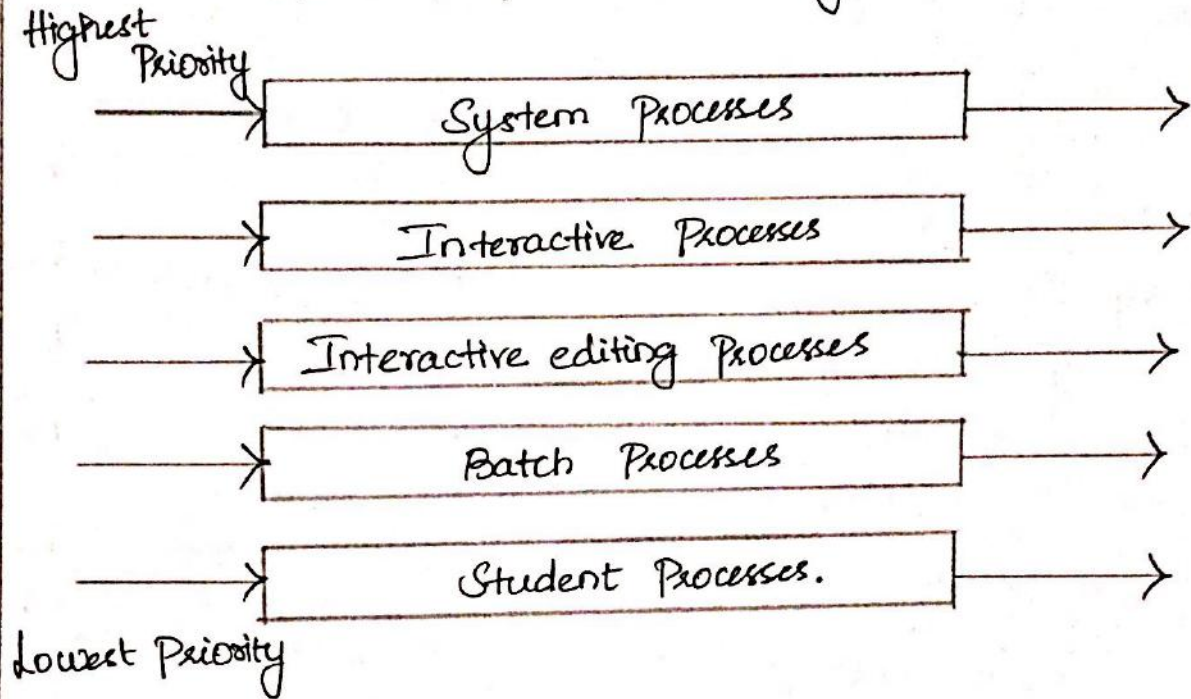 Highest
Priority
System Processes
Interactive Processes
Interactive editing Processes
Batch Processes
Student Processes.
Lowest Priority